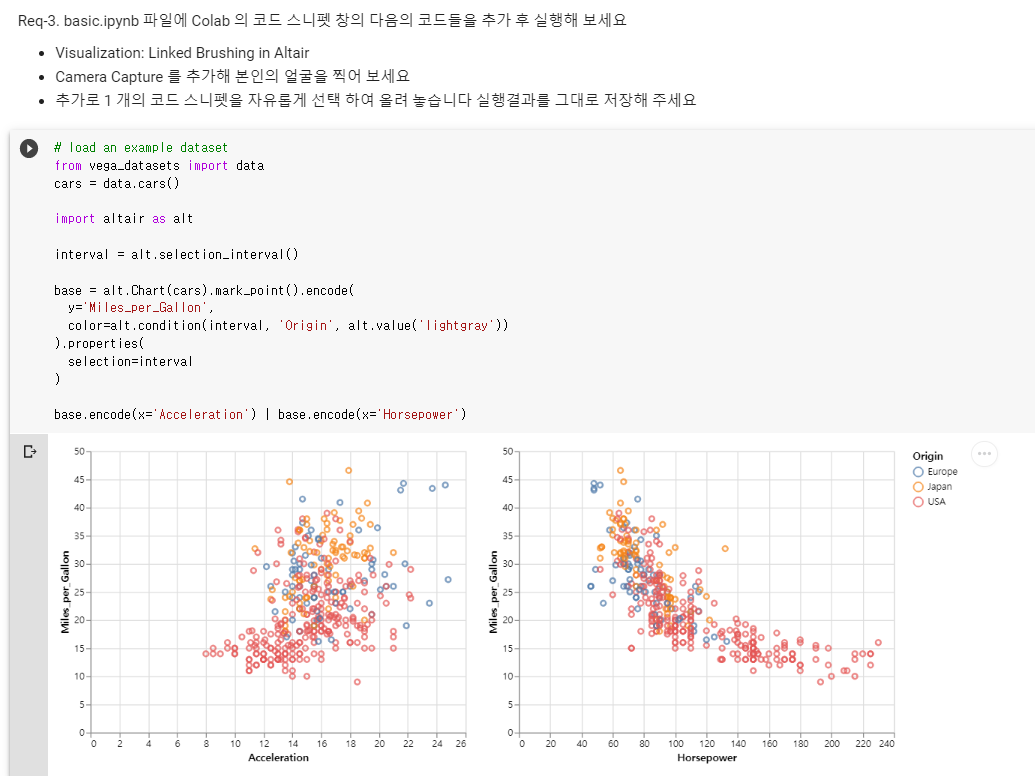 Req-3. basic.ipynb 파일에 Colab 의 코드 스니펫 창의 다음의 코드들을 추가 후 실행해 보세요
• Visualization: Linked Brushing in Altair
• Camera Capture 를 추가해 본인의 얼굴을 찍어 보세요
• 추가로 1 개의 코드 스니펫을 자유롭게 선택 하여 올려 놓습니다 실행결과를 그대로 저장해 주세요
# load an example dataset
from vega_datasets import data
cars = data.cars()
import altair as alt
interval = alt.selection_interval()
base = alt.Chart(cars).mark_point().encode(
  y='Miles_per_Gallon',
  color=alt.condition(interval, 'Origin', alt.value('lightgray'))
).properties(
  selection=interval
)
base.encode(x='Acceleration') | base.encode(x='Horsepower')
50
45
40
35
30
25
20
15
10
5
0
Miles_per_Gallon
0 2 4 6 8 10 12 14 16 18 20 22 24 26
Acceleration
50
45
40
35
30
25
20
15
10
5
0
Miles_per_Gallon
0 20 40 60 80 100 120 140 160 180 200 220 240
Horsepower
Origin
Europe
Japan
USA